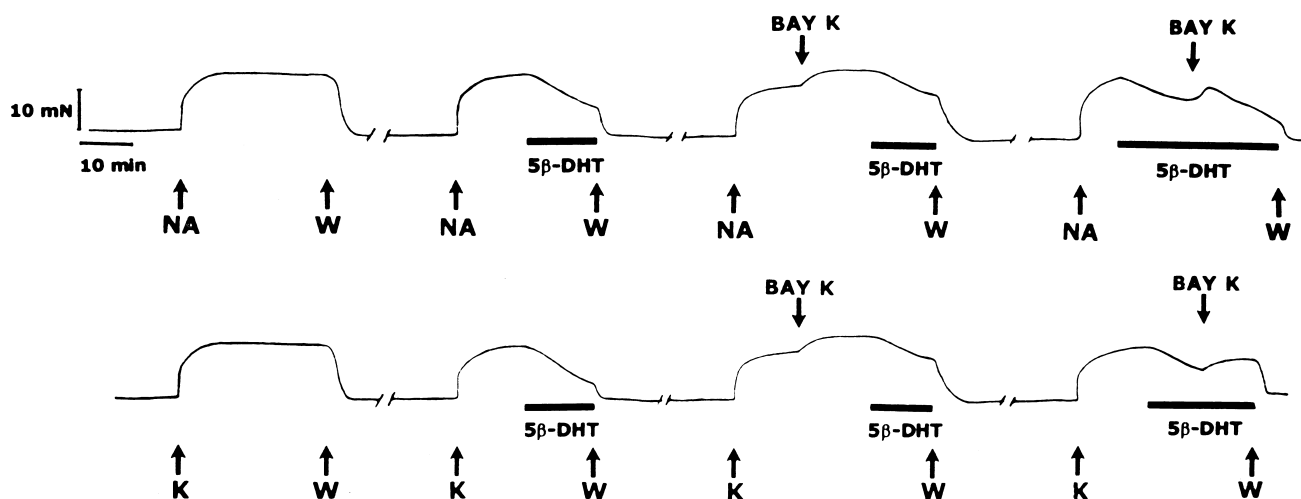 BAY K BAY K
10 mN
10 min 5β-DHT 5β-DHT 5β-DHT
NA W NA W NA W NA W
BAY K BAY K
5β-DHT 5β-DHT 5β-DHT
K W K W K W K W